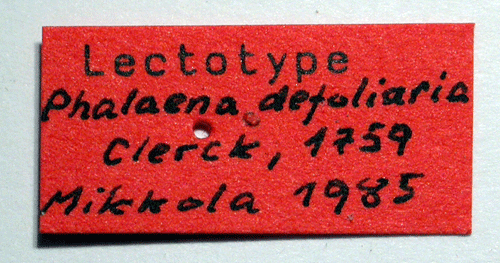 Lectotype
Phalaena defoliaria
Clerck, 1759
Mikkola 1985